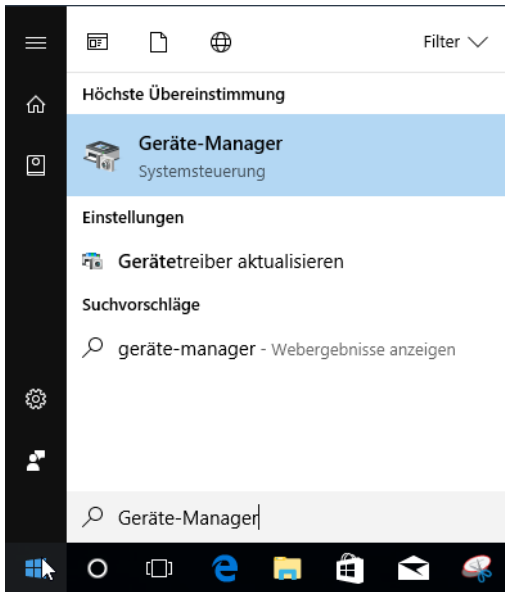 Filter
Höchste Übereinstimmung
Geräte-Manager
Systemsteuerung
Einstellungen
Gerätetreiber aktualisieren
Suchvorschläge
geräte-manager - Webergebnisse anzeigen
Geräte-Manager